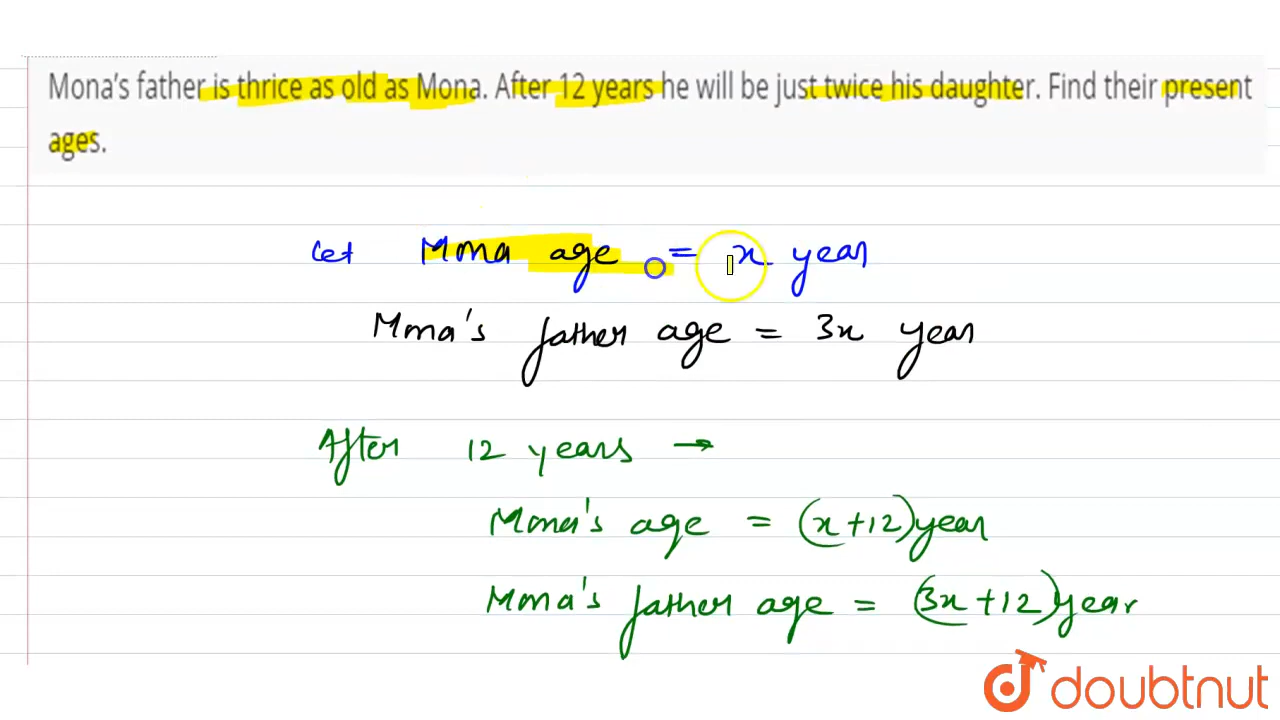 Mona's father is thrice as old as Mona. After 12 years he will be just twice his daughter. Find their present
ages.
Let Mona age = x year
Mona's father age = 3x year
After 12 years →
Mona's age = (x+12) year
Mona's father age = (3x+12) year
doubtnut